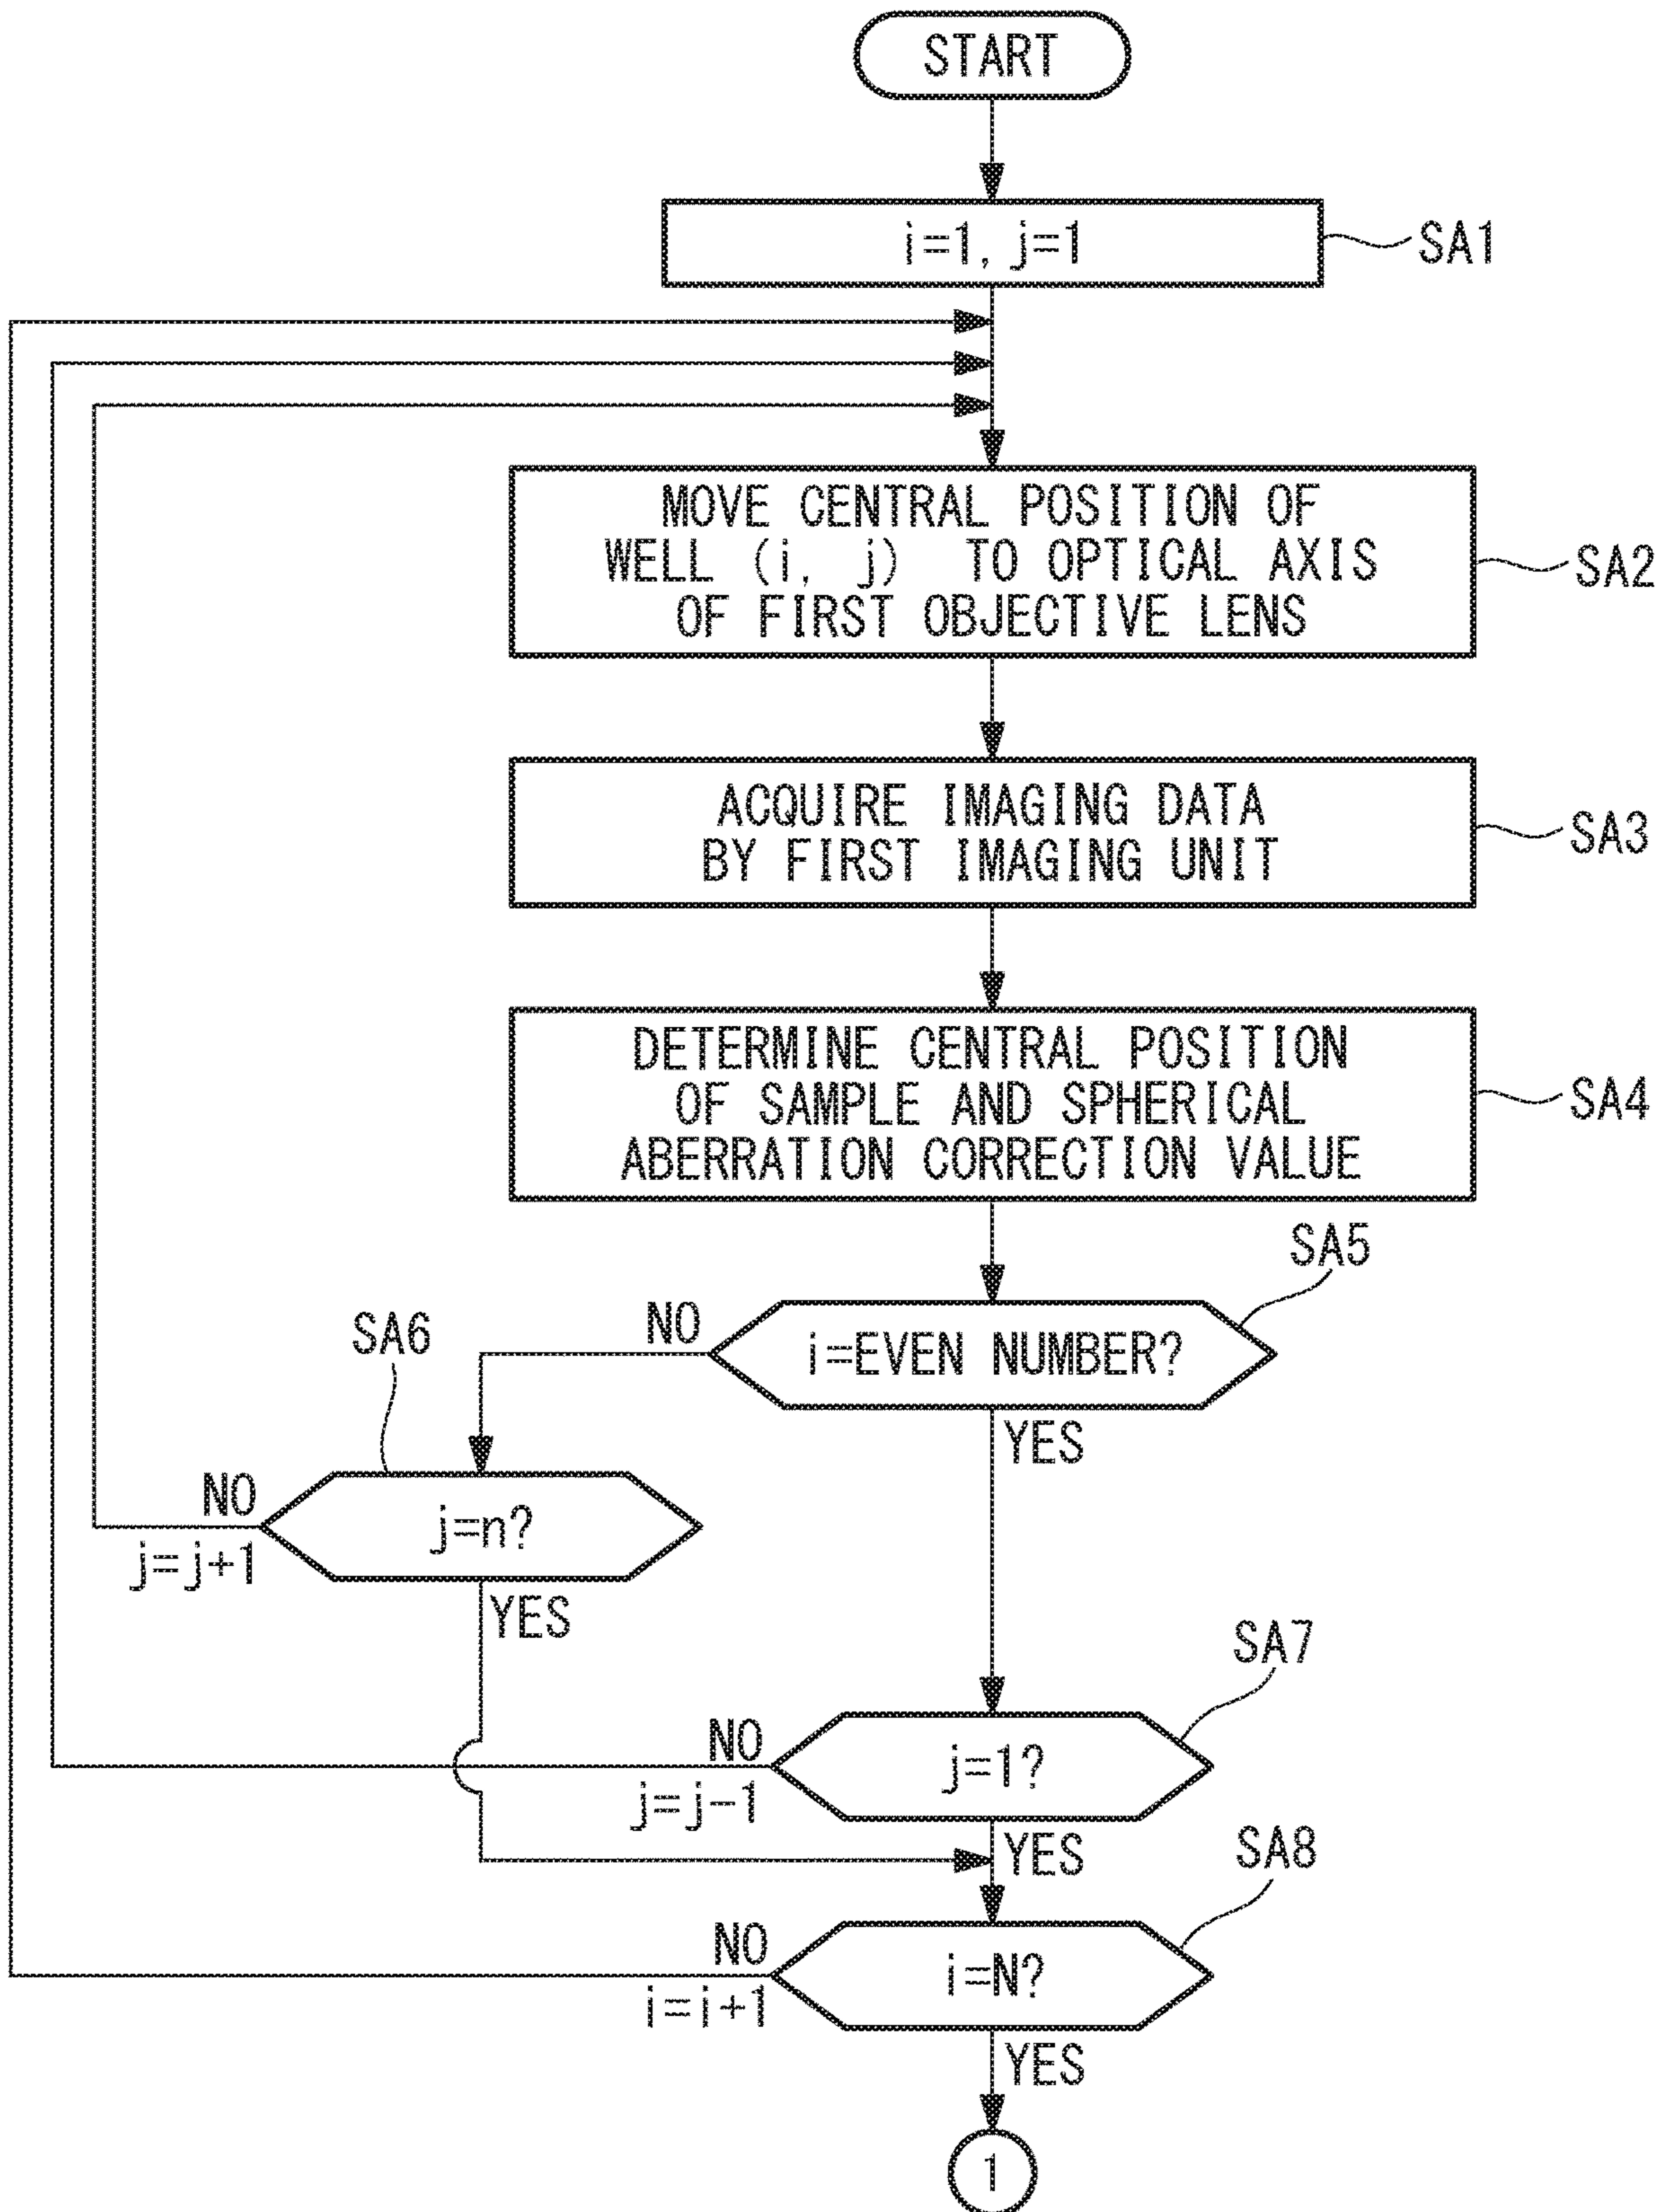 START
i=1, j=1
SA1
MOVE CENTRAL POSITION OF
WELL (i, j) TO OPTICAL AXIS
OF FIRST OBJECTIVE LENS
SA2
ACQUIRE IMAGING DATA
BY FIRST IMAGING UNIT
SA3
DETERMINE CENTRAL POSITION
OF SAMPLE AND SPHERICAL
ABERRATION CORRECTION VALUE
SA4
SA5
i=EVEN NUMBER?
NO
YES
SA6
j=n?
NO
j=j+1
YES
SA7
j=1?
NO
j=j-1
YES
SA8
i=N?
NO
i=i+1
YES
1